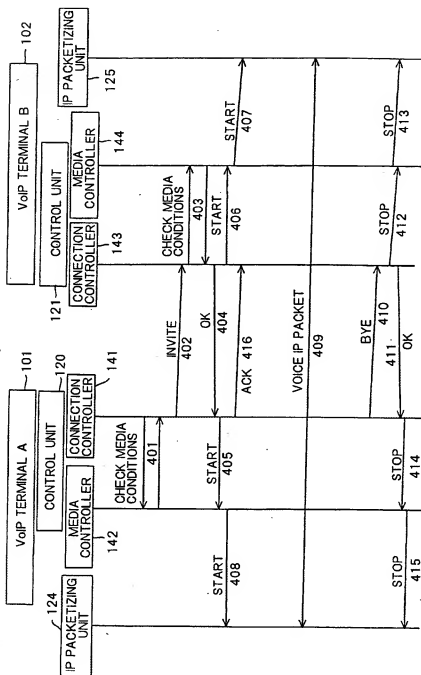 VoIP TERMINAL A
101
VoIP TERMINAL B
102
CONTROL UNIT
120
CONTROL UNIT
121
124
IP PACKETIZING
UNIT
MEDIA
CONTROLLER
142
CONNECTION
CONTROLLER
141
CONNECTION
CONTROLLER
143
MEDIA
CONTROLLER
144
IP PACKETIZING
UNIT
125
CHECK MEDIA
CONDITIONS
401
INVITE
402
CHECK MEDIA
CONDITIONS
403
OK
404
START
405
START
406
ACK 416
START
407
START
408
VOICE IP PACKET
409
BYE
410
411
OK
STOP
412
STOP
413
STOP
414
STOP
415